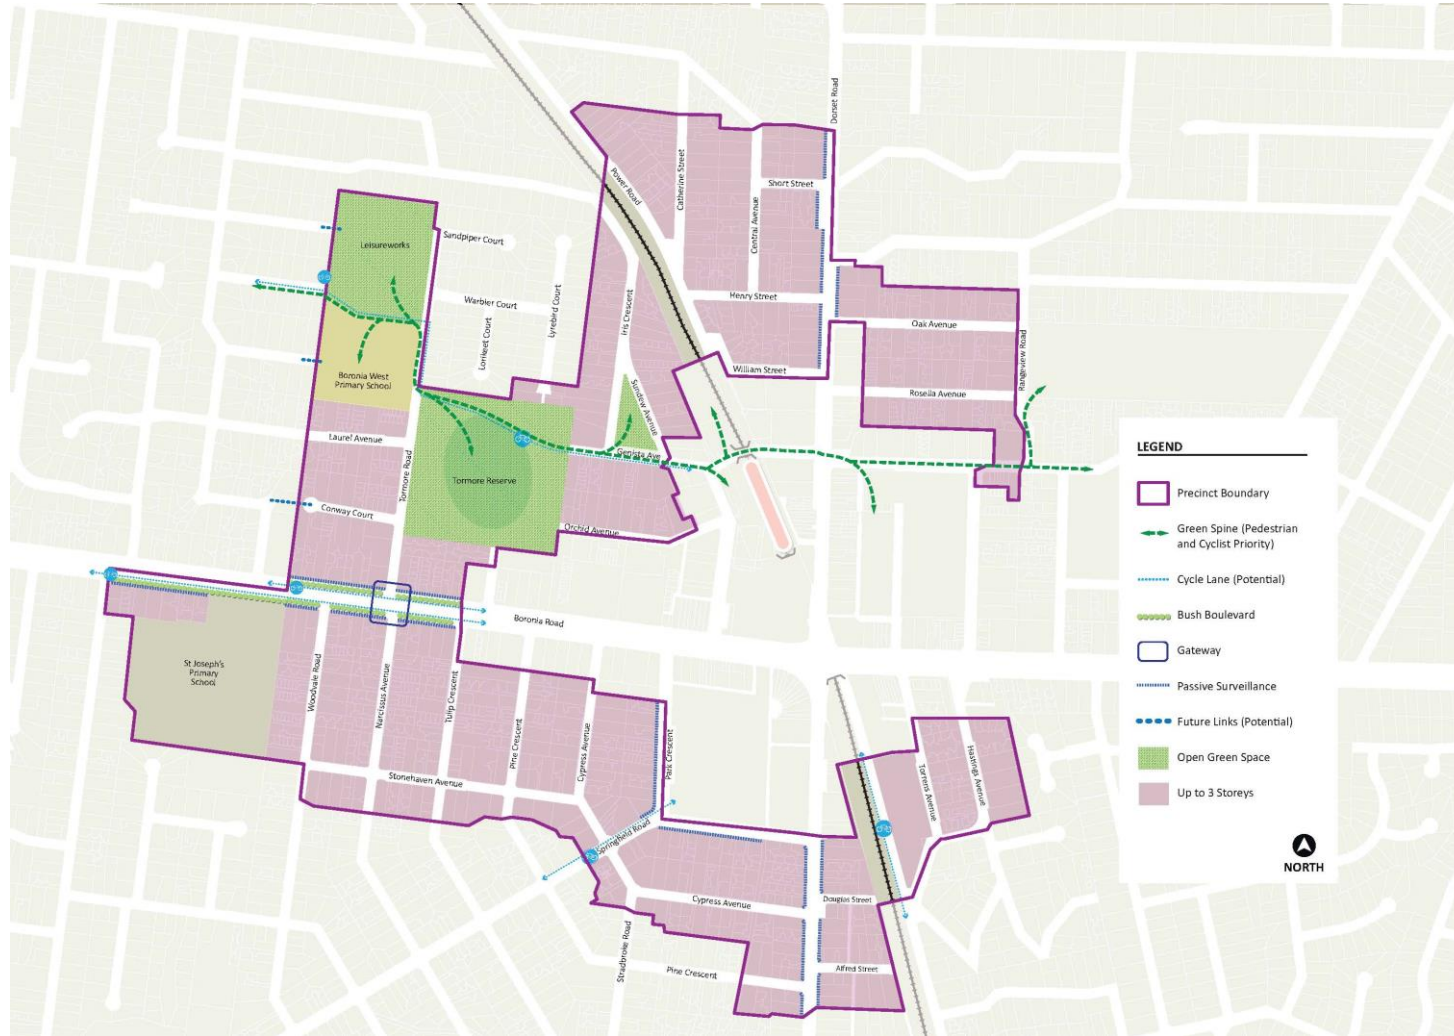 Dorset Road
Catherine Street
Power Road
Short Street
Central Avenue
Sandpiper Court
Leisureworks
Warbler Court
Lyrebird Court
Iris Crescent
Henry Street
Oak Avenue
Rangeview Road
Lorikeet Court
William Street
Boronia West
Primary School
Rosella Avenue
Sundew Avenue
Laurel Avenue
Genista Ave
Tormore Road
Tormore Reserve
Conway Court
Orchid Avenue
Boronia Road
St Joseph's
Primary
School
Woodvale Road
Narcissus Avenue
Tulip Crescent
Pine Crescent
Cypress Avenue
Park Crescent
Stonehaven Avenue
Torrens Avenue
Hastings Avenue
Springfield Road
Cypress Avenue
Douglas Street
Stradbroke Road
Pine Crescent
Alfred Street
LEGEND
Precinct Boundary
Green Spine (Pedestrian
and Cyclist Priority)
Cycle Lane (Potential)
Bush Boulevard
Gateway
Passive Surveillance
Future Links (Potential)
Open Green Space
Up to 3 Storeys
NORTH